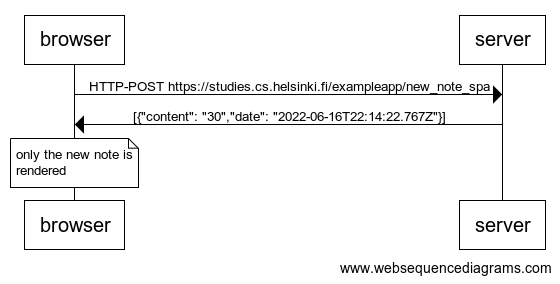 browser
server
HTTP-POST https://studies.cs.helsinki.fi/exampleapp/new_note_spa
[{"content": "30","date": "2022-06-16T22:14:22.767Z"}]
only the new note is
rendered
browser
server
www.websequencediagrams.com